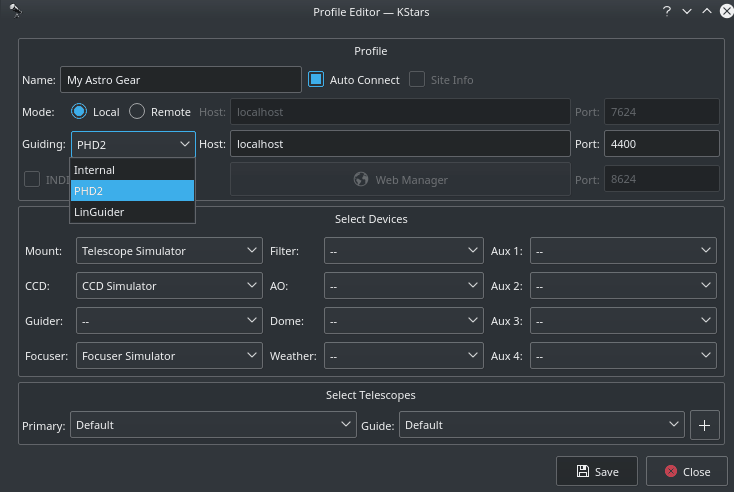 Profile Editor — KStars
Profile
Name: My Astro Gear Auto Connect Site Info
Mode: Local Remote Host: localhost Port: 7624
Guiding: PHD2 Host: localhost Port: 4400
Internal
INDI Web Manager Port: 8624
PHD2
LinGuider
Select Devices
Mount: Telescope Simulator Filter: -- Aux 1: --
CCD: CCD Simulator AO: -- Aux 2: --
Guider: -- Dome: -- Aux 3: --
Focuser: Focuser Simulator Weather: -- Aux 4: --
Select Telescopes
Primary: Default Guide: Default +
Save Close